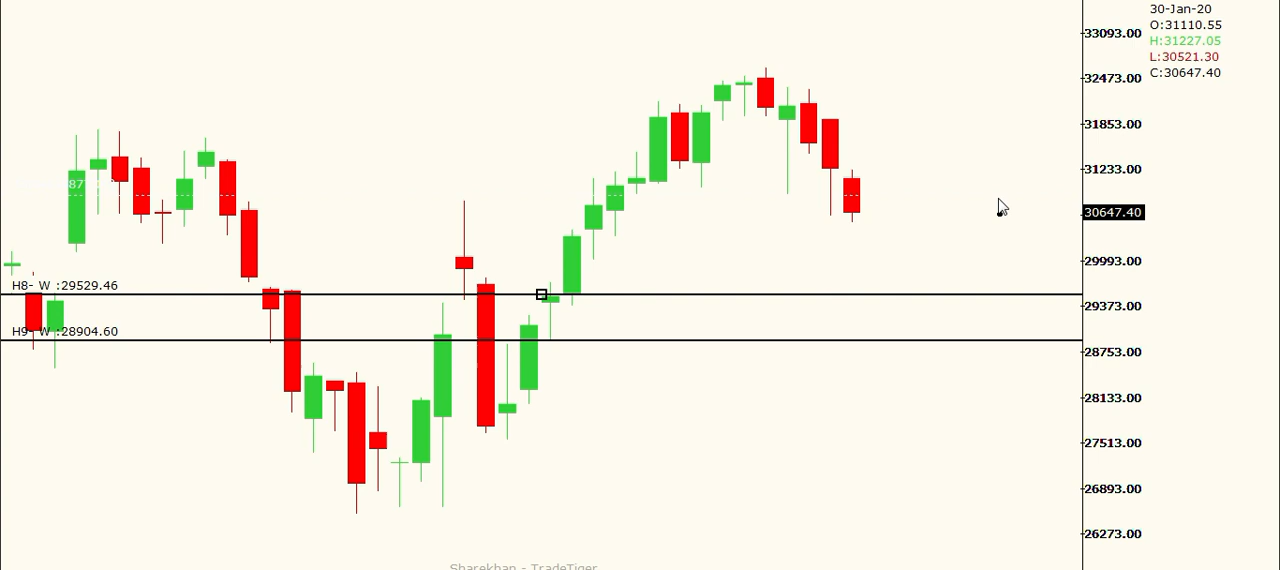 30-Jan-20
O:31110.55
H:31227.05
L:30521.30
C:30647.40
33093.00
32473.00
31853.00
31233.00
30647.40
29993.00
29373.00
28753.00
28133.00
27513.00
26893.00
26273.00
H8- W :29529.46
H9- W :28904.60
Sharekhan - TradeTiger